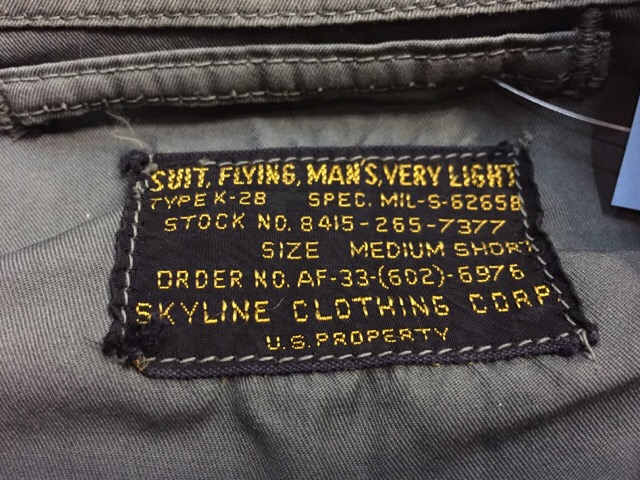 SUIT, FLYING, MAN'S, VERY LIGHT
TYPE K-2B SPEC. MIL-S-6265B
STOCK NO. 8415-265-7377
SIZE MEDIUM SHORT
ORDER NO. AF-33-(602)-6976
SKYLINE CLOTHING CORP
U.S. PROPERTY